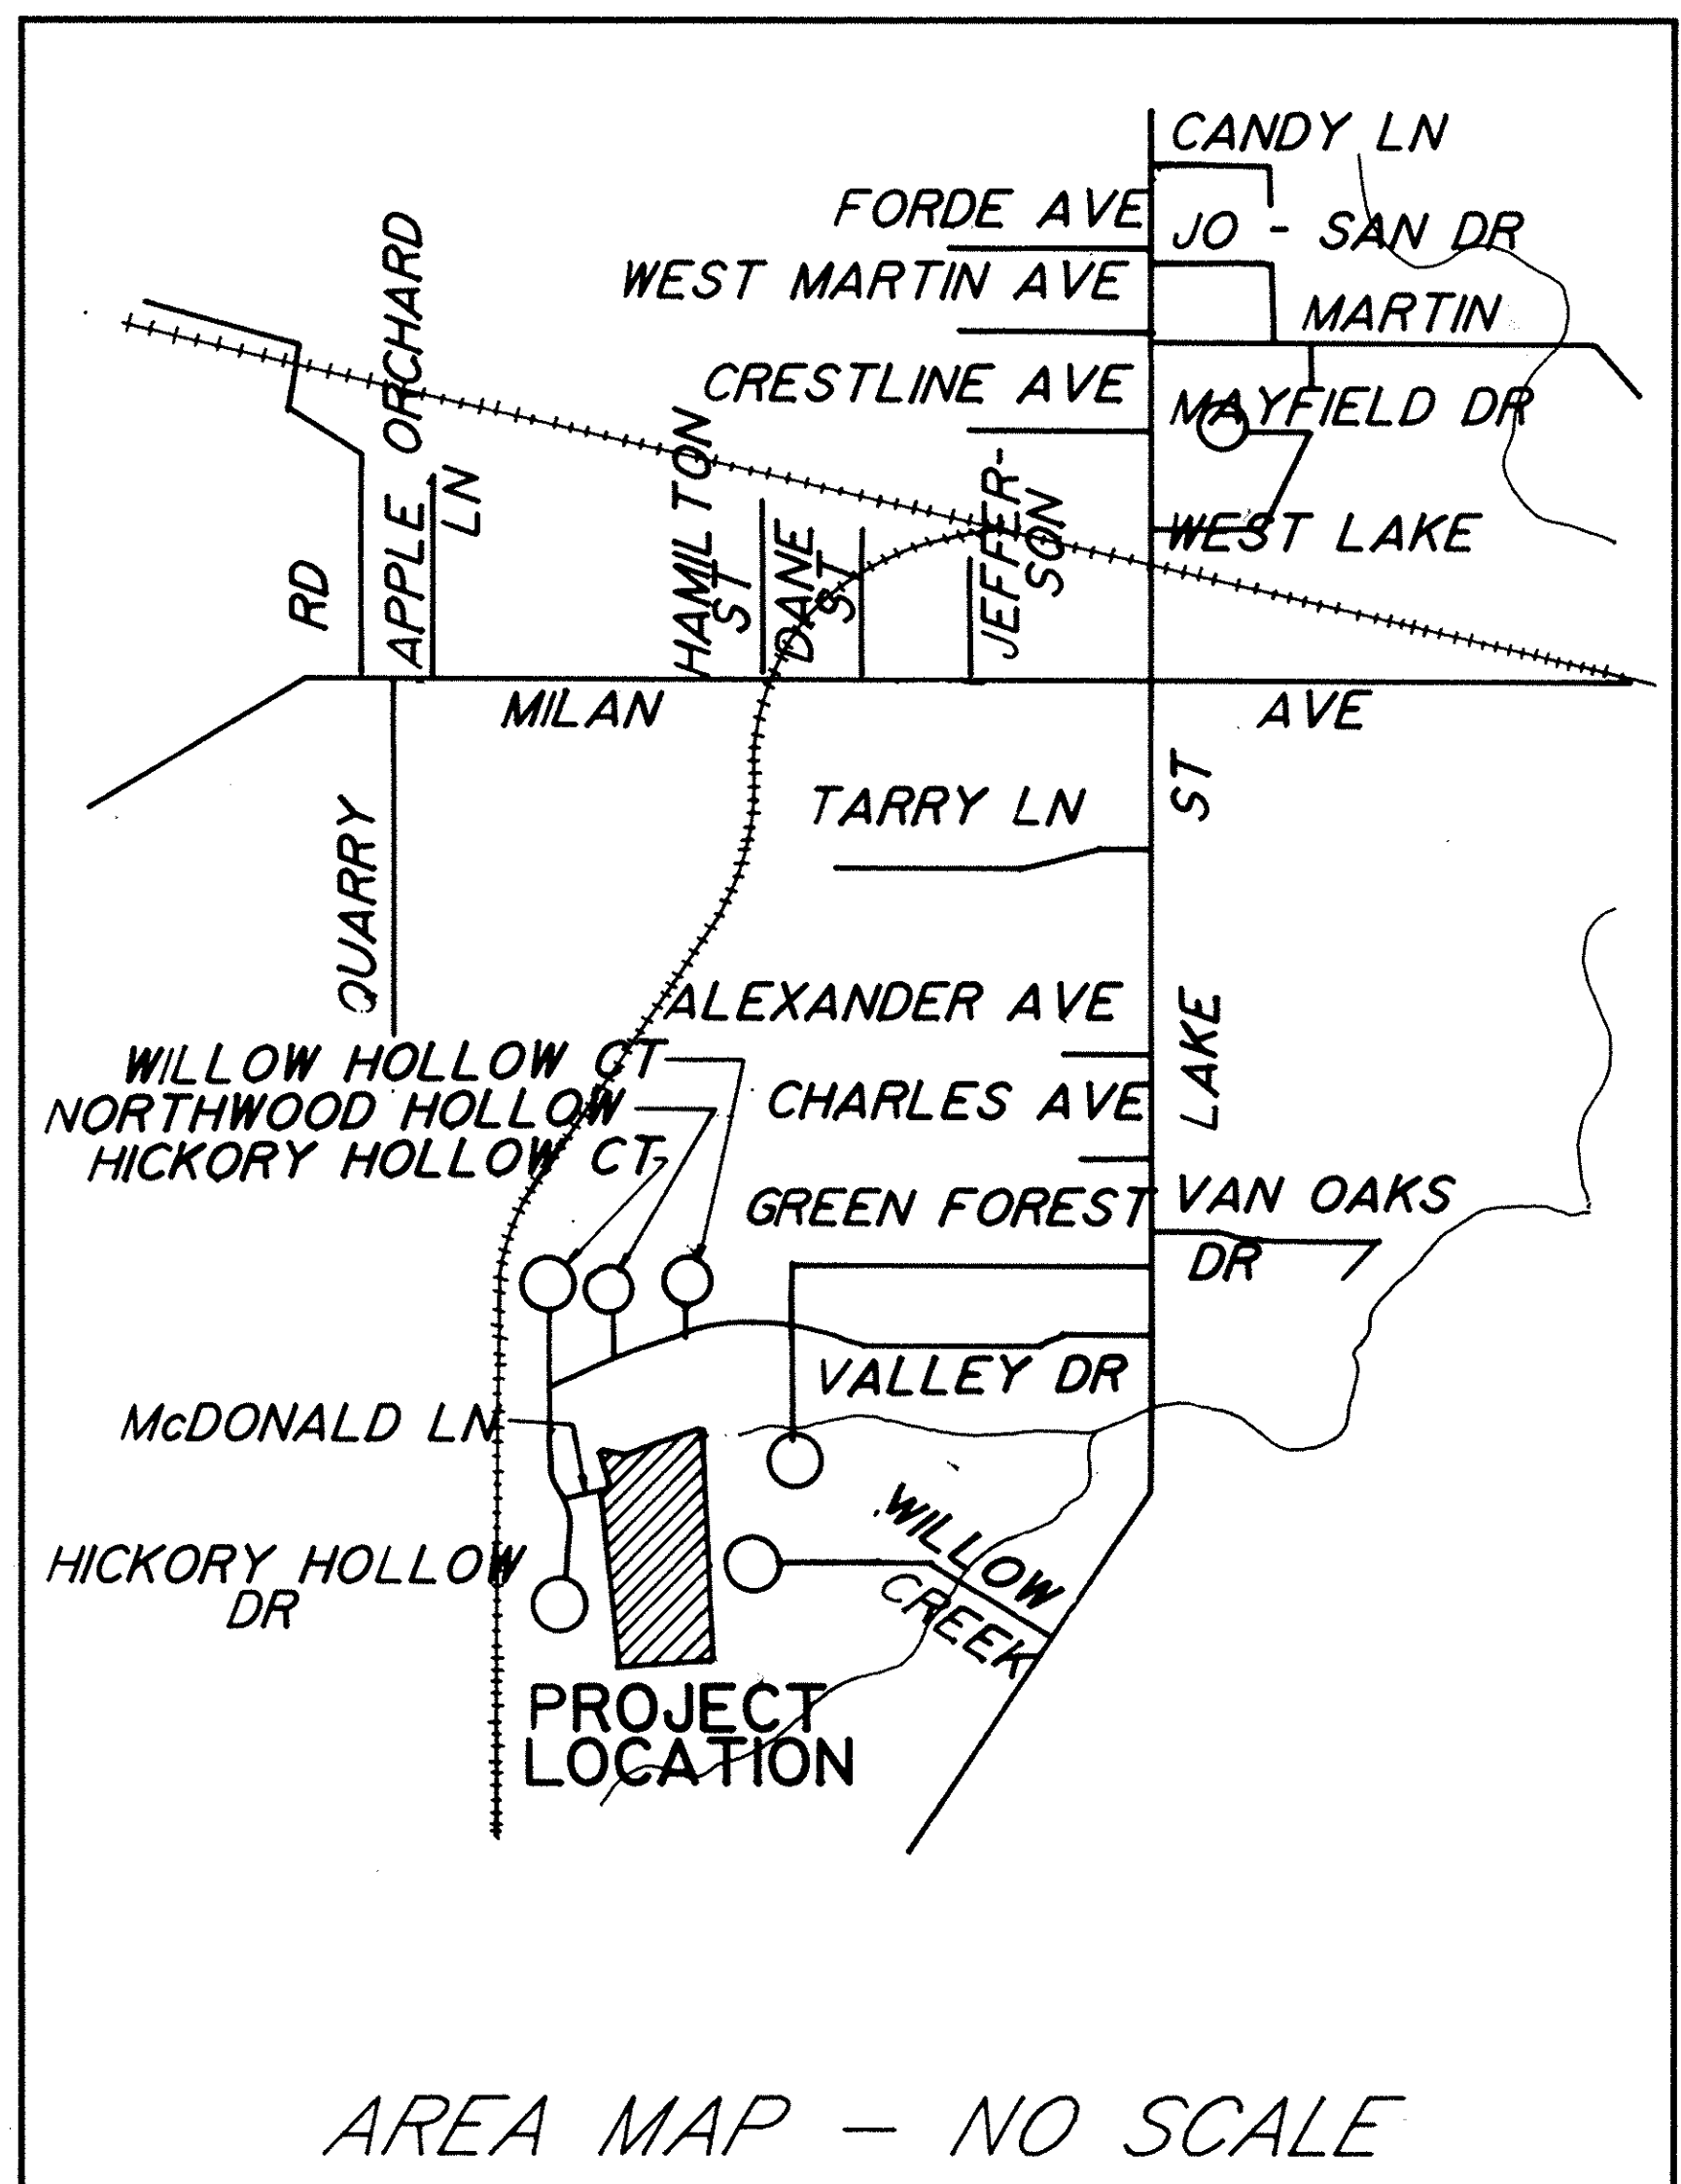 CANDY LN
FORDE AVE
JO - SAN DR
WEST MARTIN AVE
MARTIN
CRESTLINE AVE
MAYFIELD DR
WEST LAKE
ORCHARD
APPLE
LN
RD
HAMILTON
ST
DANE
ST
JEFFER-
SON
MILAN
AVE
ST
TARRY LN
QUARRY
ALEXANDER AVE
LAKE
WILLOW HOLLOW CT
NORTHWOOD HOLLOW
CHARLES AVE
HICKORY HOLLOW CT
GREEN FOREST
VAN OAKS
DR
VALLEY DR
McDONALD LN
WILLOW
CREEK
HICKORY HOLLOW
DR
PROJECT
LOCATION
AREA MAP - NO SCALE